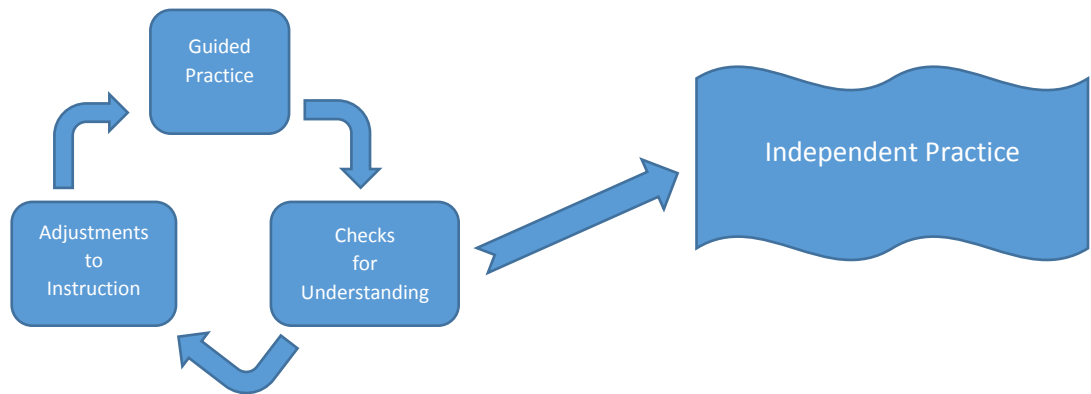 Guided
Practice
Independent Practice
Adjustments
to
Instruction
Checks
for
Understanding